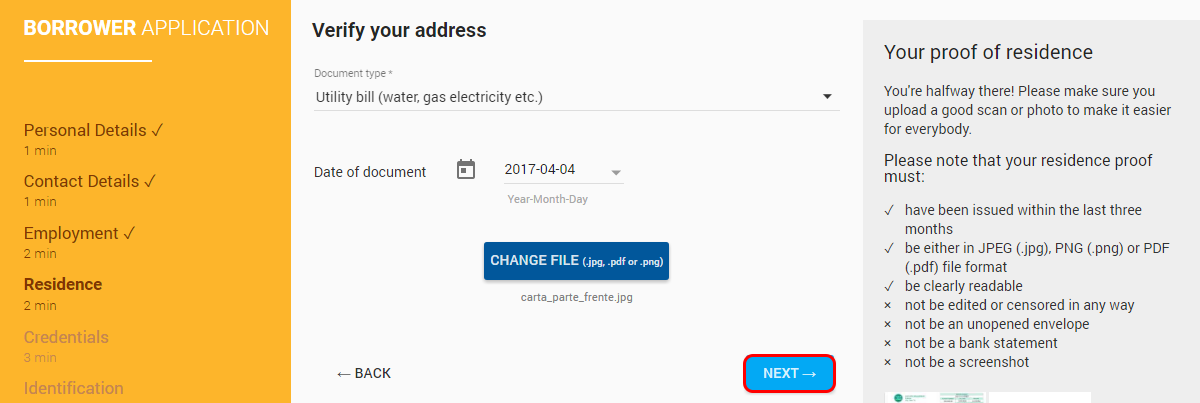 BORROWER APPLICATION
Personal Details ✓
1 min
Contact Details ✓
1 min
Employment ✓
2 min
Residence
2 min
Credentials
3 min
Identification
Verify your address
Document type *
Utility bill (water, gas electricity etc.)
Date of document
2017-04-04
Year-Month-Day
CHANGE FILE (.jpg, .pdf or .png)
carta_parte_frente.jpg
← BACK
NEXT →
Your proof of residence
You're halfway there! Please make sure you
upload a good scan or photo to make it easier
for everybody.
Please note that your residence proof
must:
✓ have been issued within the last three
months
✓ be either in JPEG (.jpg), PNG (.png) or PDF
(.pdf) file format
✓ be clearly readable
× not be edited or censored in any way
× not be an unopened envelope
× not be a bank statement
× not be a screenshot